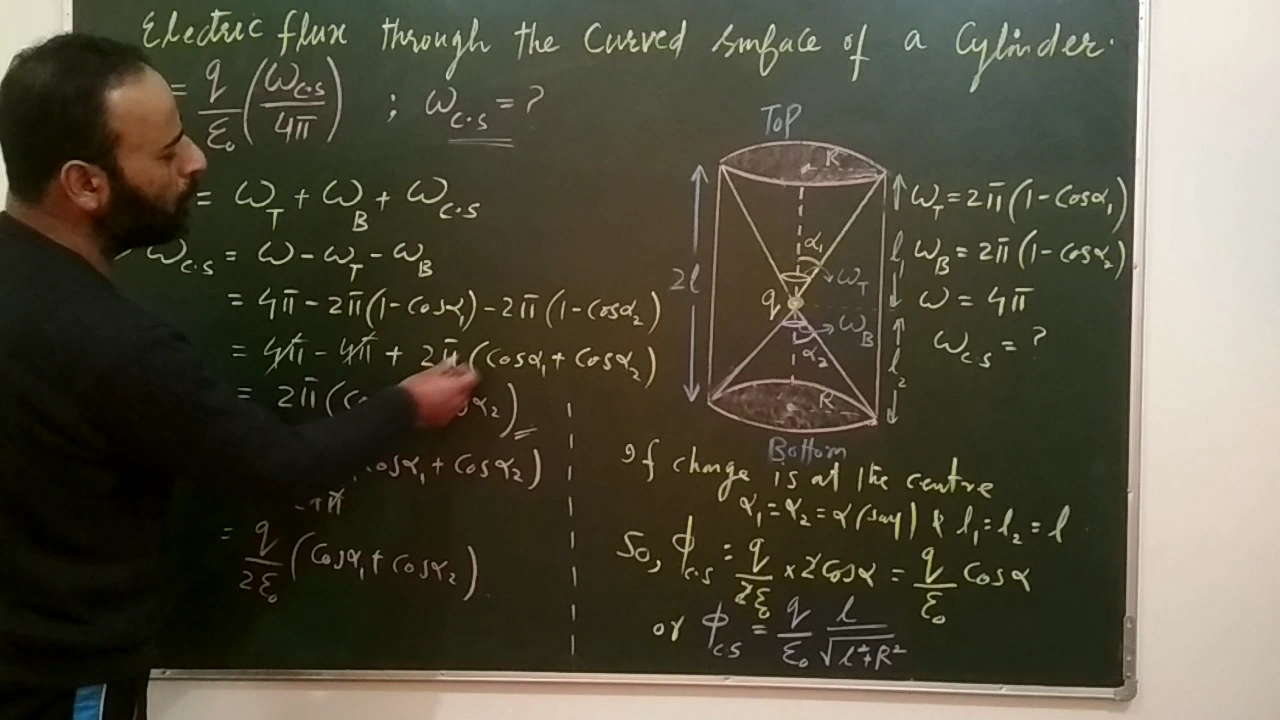 Electric flux through the Curved Surface of a Cylinder.
= q/ε₀ (ω_C.S/4π) ; ω_C.S = ?
= ω_T + ω_B + ω_C.S
ω_C.S = ω - ω_T - ω_B
= 4π - 2π(1-Cosα₁) - 2π(1-Cosα₂)
= 4π - 4π + 2π(Cosα₁ + Cosα₂)
= 2π(Co α₂)
osα₁ + Cosα₂)
4π
= q/2ε₀ (Cosα₁ + Cosα₂)
TOP
R
α₁
ω_T
2l
q
ω_B
α₂
R
Bottom
l₁
l₂
ω_T = 2π(1-Cosα₁)
ω_B = 2π(1-Cosα₂)
ω = 4π
ω_C.S = ?
If charge is at the centre
α₁ = α₂ = α (say) & l₁ = l₂ = l
So, ϕ_C.S = q/2ε₀ × 2Cosα = q/ε₀ Cosα
or ϕ_C.S = q/ε₀ l/√(l²+R²)